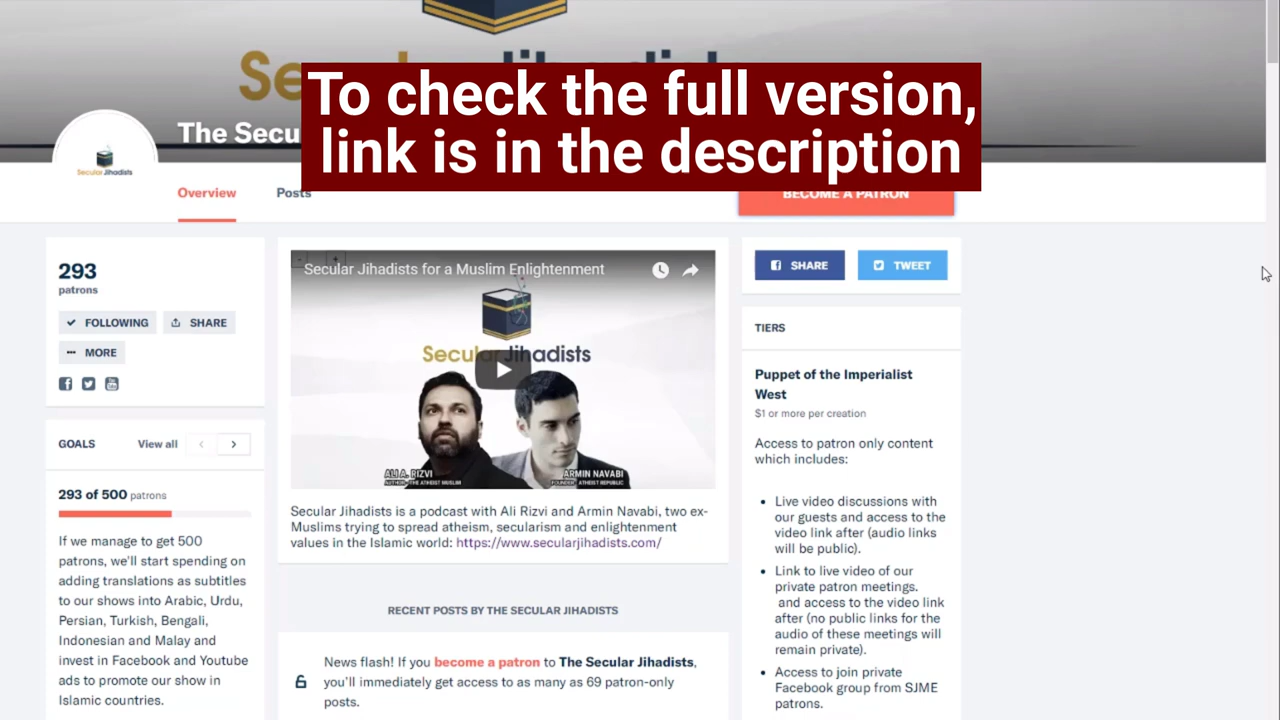 To check the full version,
link is in the description
The Secu
Secular Jihadists
Overview
Posts
BECOME A PATRON
293
patrons
FOLLOWING
SHARE
MORE
GOALS
View all
293 of 500 patrons
If we manage to get 500
patrons, we'll start spending on
adding translations as subtitles
to our shows into Arabic, Urdu,
Persian, Turkish, Bengali,
Indonesian and Malay and
invest in Facebook and Youtube
ads to promote our show in
Islamic countries.
Secular Jihadists for a Muslim Enlightenment
Secular Jihadists
ALI A. RIZVI
AUTHOR - THE ATHEIST MUSLIM
ARMIN NAVABI
FOUNDER - ATHEIST REPUBLIC
Secular Jihadists is a podcast with Ali Rizvi and Armin Navabi, two ex-
Muslims trying to spread atheism, secularism and enlightenment
values in the Islamic world: https://www.secularjihadists.com/
RECENT POSTS BY THE SECULAR JIHADISTS
News flash! If you become a patron to The Secular Jihadists,
you'll immediately get access to as many as 69 patron-only
posts.
SHARE
TWEET
TIERS
Puppet of the Imperialist
West
$1 or more per creation
Access to patron only content
which includes:
Live video discussions with
our guests and access to the
video link after (audio links
will be public).
Link to live video of our
private patron meetings.
and access to the video link
after (no public links for the
audio of these meetings will
remain private).
Access to join private
Facebook group from SJME
patrons.